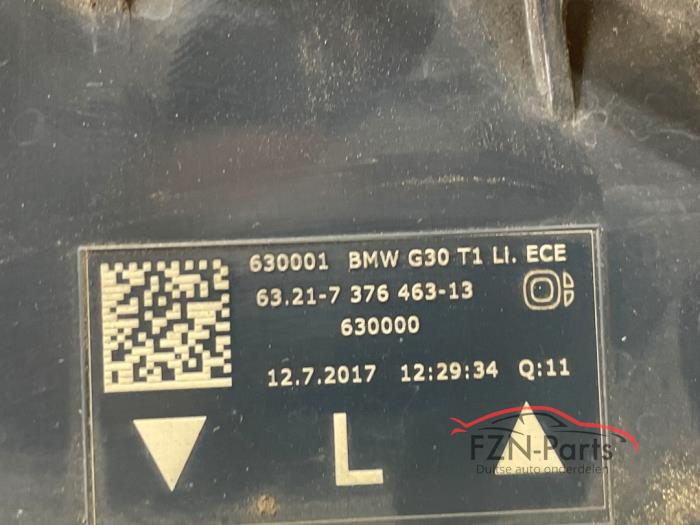 630001 BMW G30 T1 LI. ECE
63.21-7 376 463-13
630000
12.7.2017 12:29:34 Q:11
L
FZN-Parts
Duitse auto onderdelen